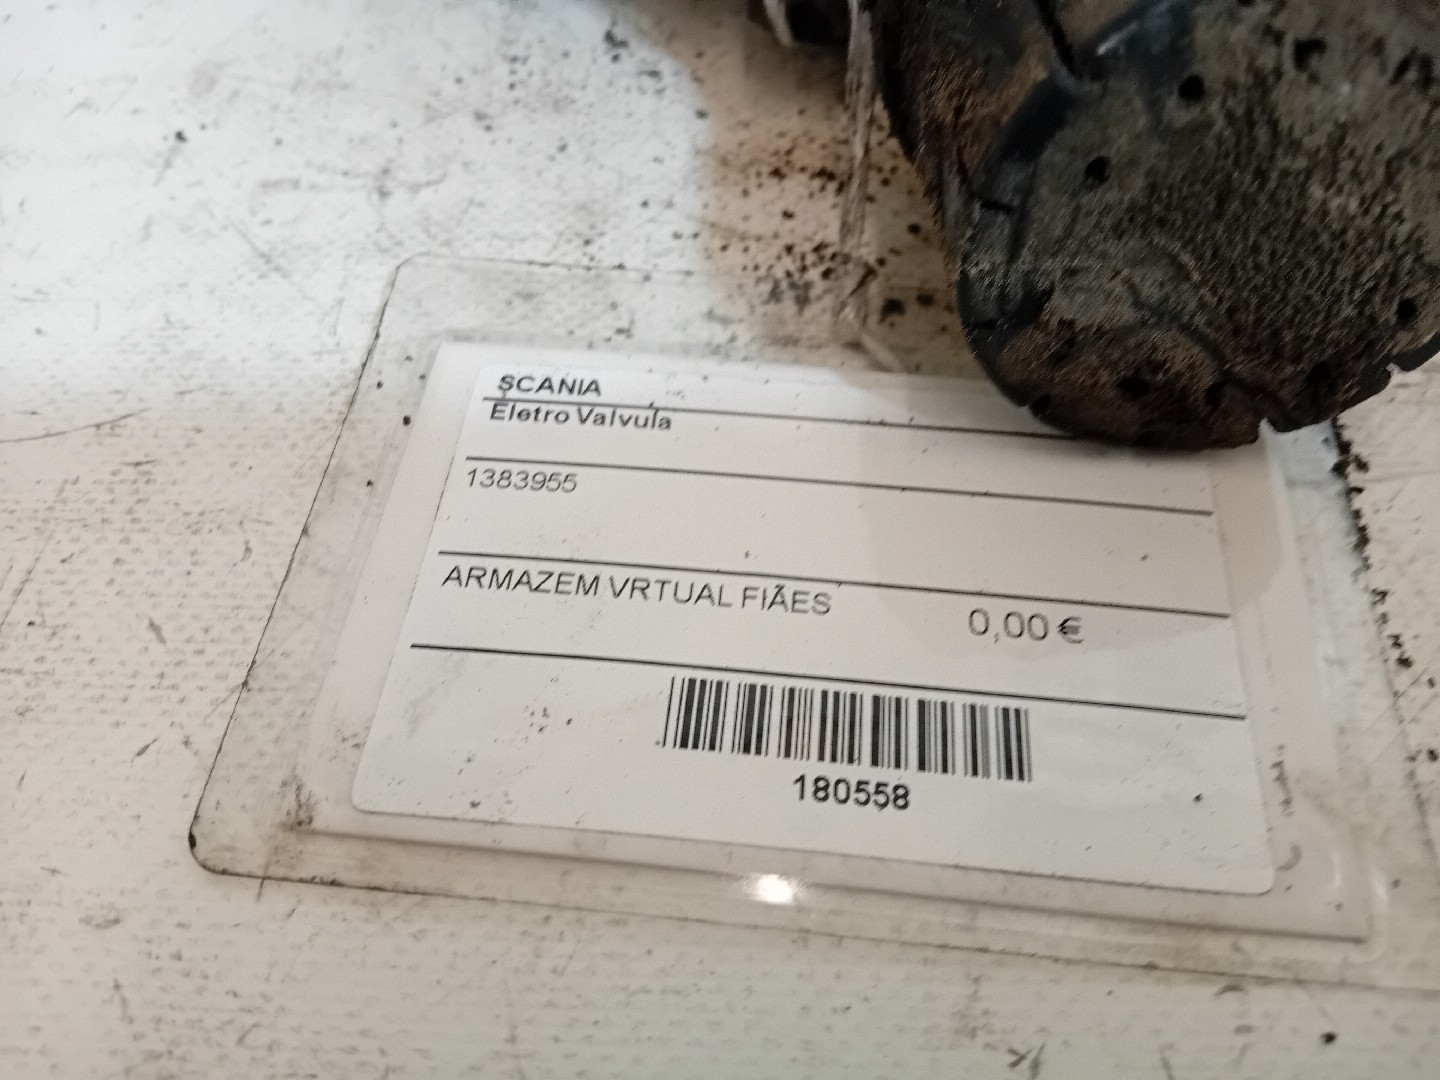 SCANIA
Eletro Valvula
1383955
ARMAZEM VRTUAL FIÃES
0,00 €
180558